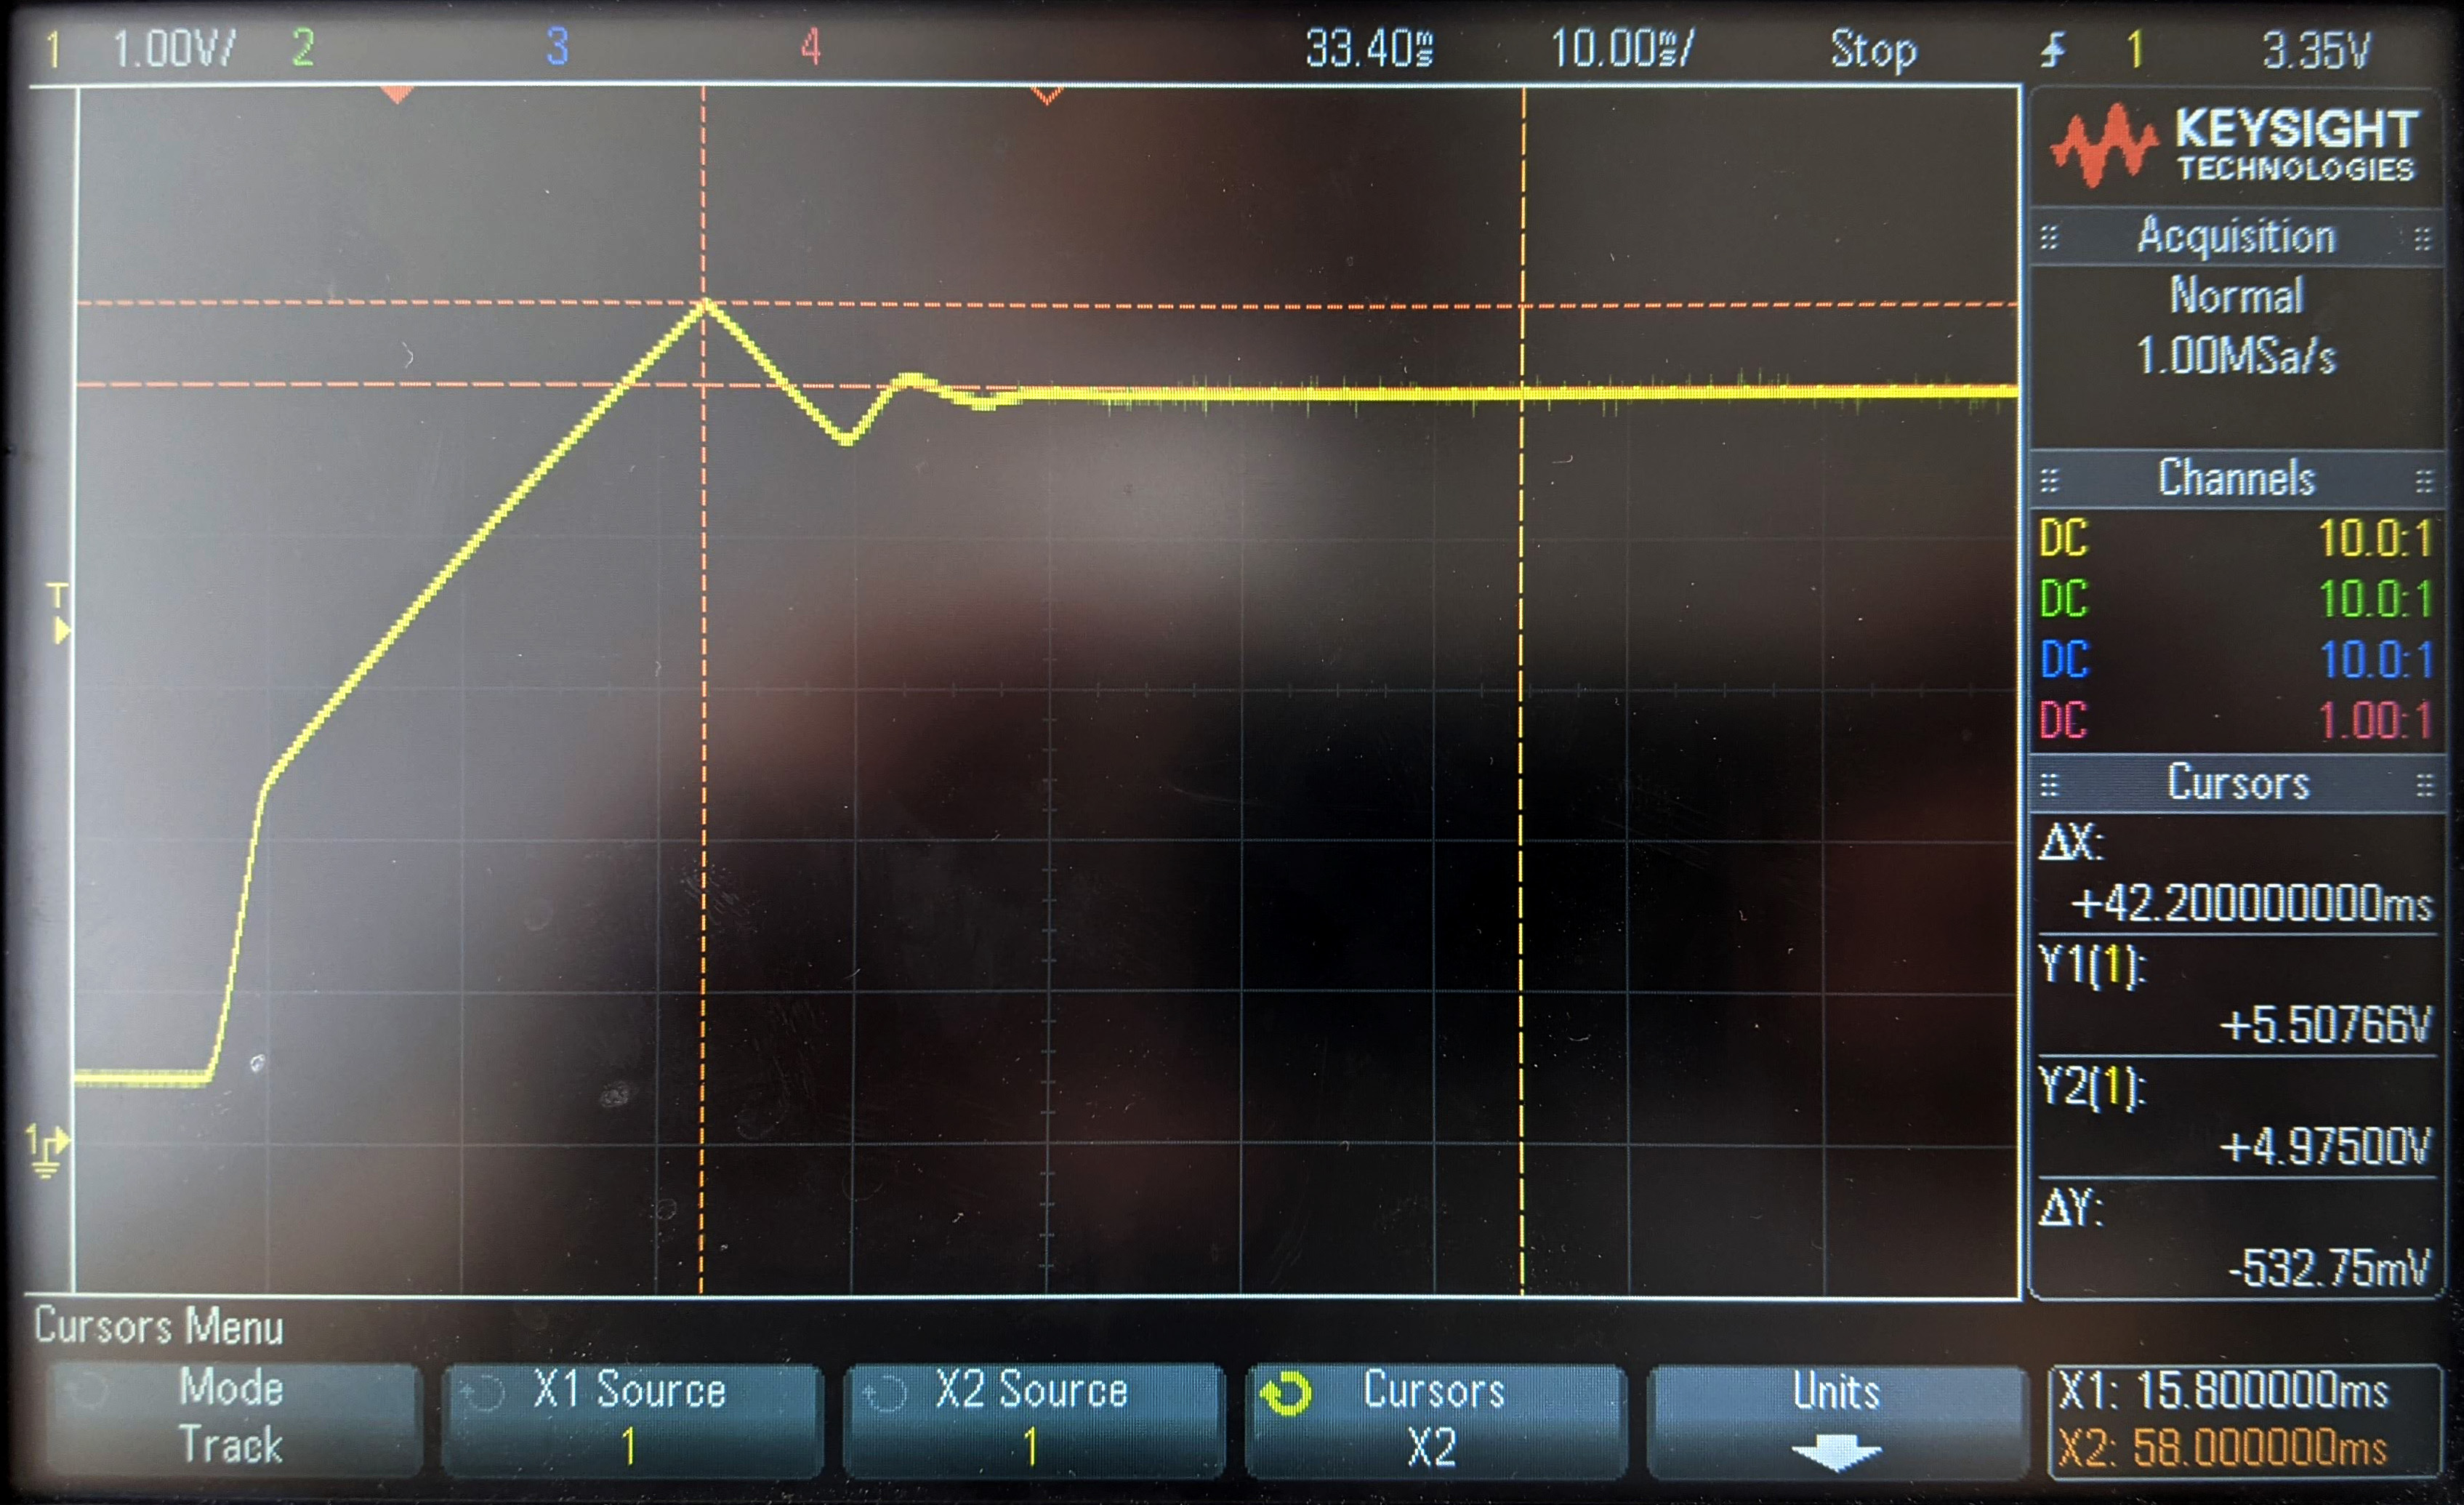 1 1.00V/ 2 3 4 33.40ms 10.00ms/ Stop 1 3.35V
KEYSIGHT
TECHNOLOGIES
Acquisition
Normal
1.00MSa/s
Channels
DC 10.0:1
DC 10.0:1
DC 10.0:1
DC 1.00:1
Cursors
ΔX:
+42.200000000ms
Y1(1):
+5.50766V
Y2(1):
+4.97500V
ΔY:
-532.75mV
T
1
Cursors Menu
Mode
Track
X1 Source
1
X2 Source
1
Cursors
X2
Units
X1: 15.800000ms
X2: 58.000000ms